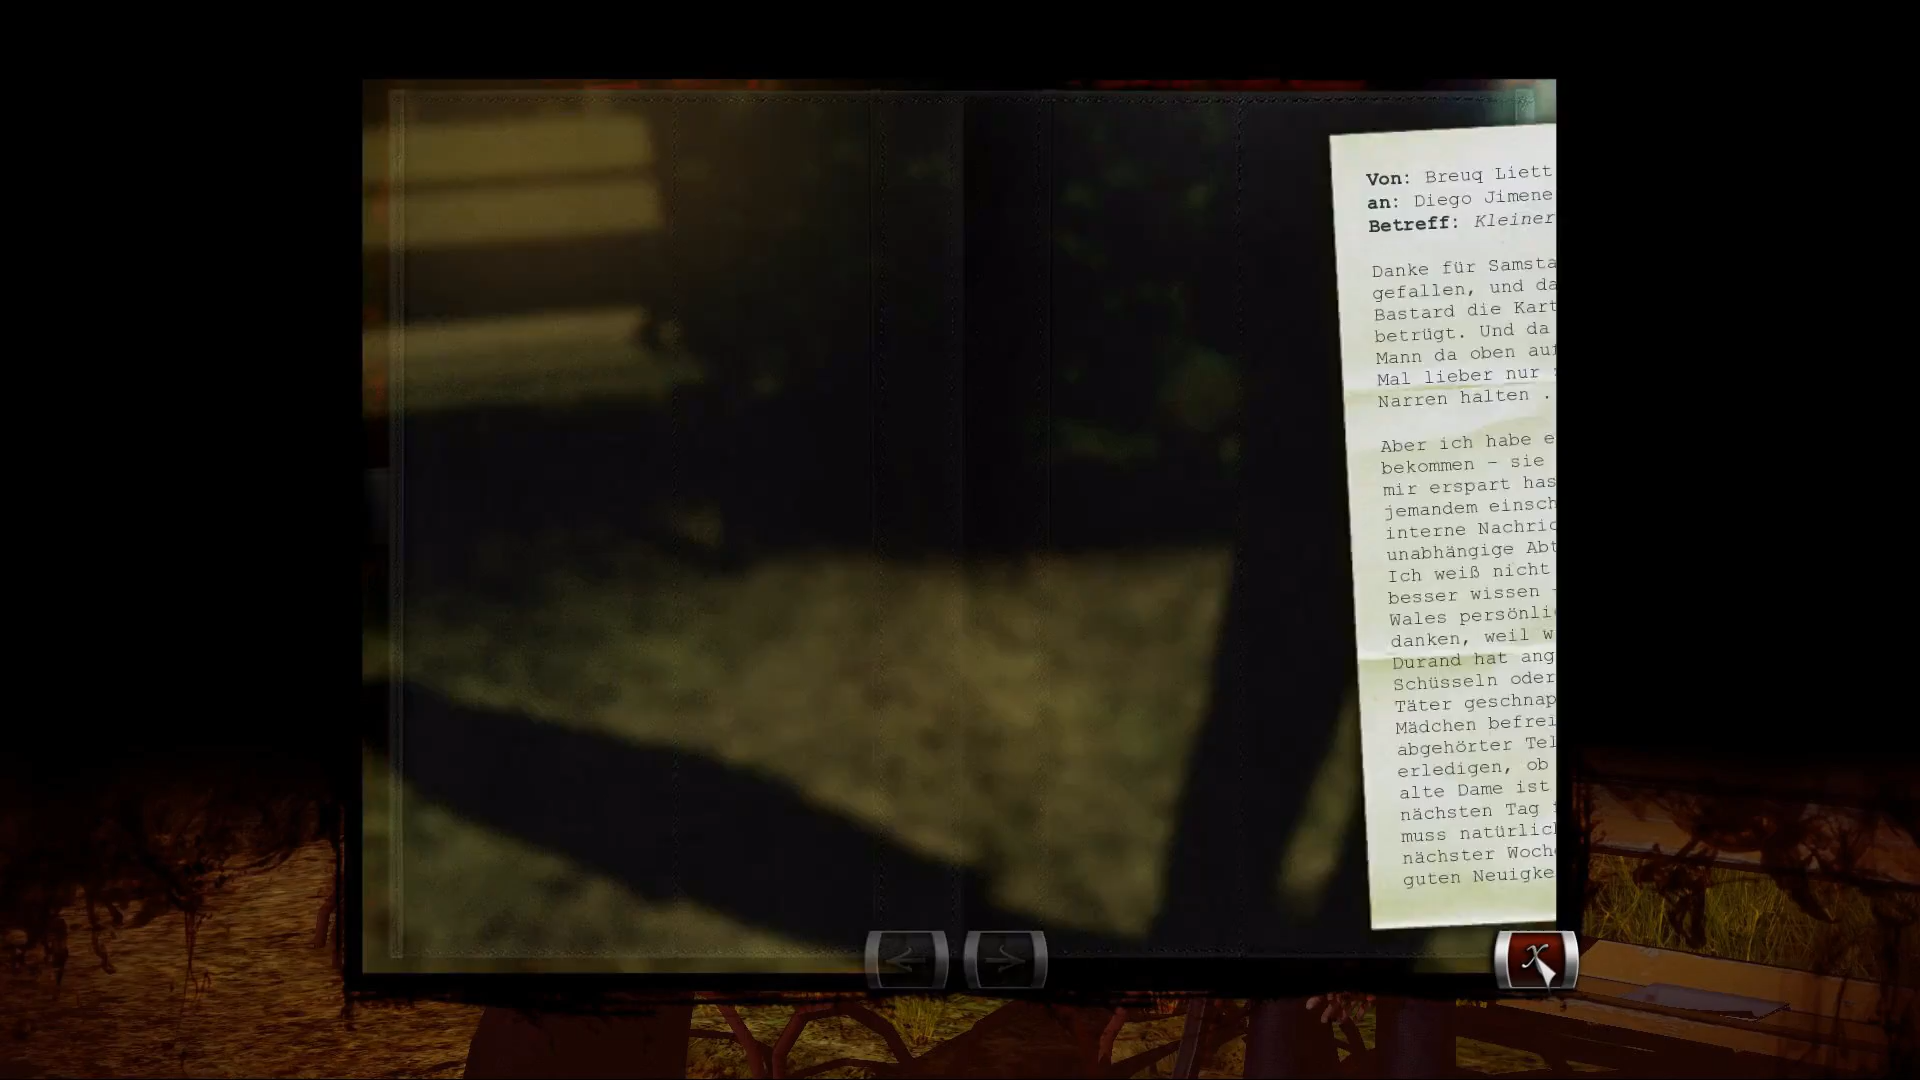 Von: Breuq Liett
an: Diego Jimene
Betreff: Kleiner
Danke für Samsta
gefallen, und da
Bastard die Kart
betrügt. Und da
Mann da oben auf
Mal lieber nur
Narren halten .
Aber ich habe e
bekommen – sie
mir erspart has
jemandem einsch
interne Nachric
unabhängige Abt
Ich weiß nicht
besser wissen
Wales persönli
danken, weil w
Durand hat ang
Schüsseln oder
Täter geschnap
Mädchen befrei
abgehörter Tel
erledigen, ob
alte Dame ist
nächsten Tag
muss natürlich
nächster Woche
guten Neuigke
x